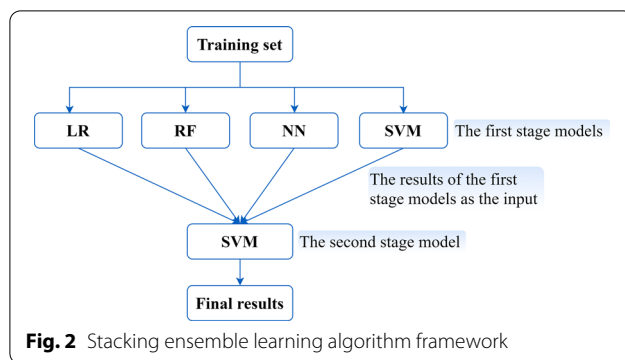 Training set
LR RF NN SVM The first stage models
The results of the first
stage models as the input
SVM The second stage model
Final results
Fig. 2 Stacking ensemble learning algorithm framework